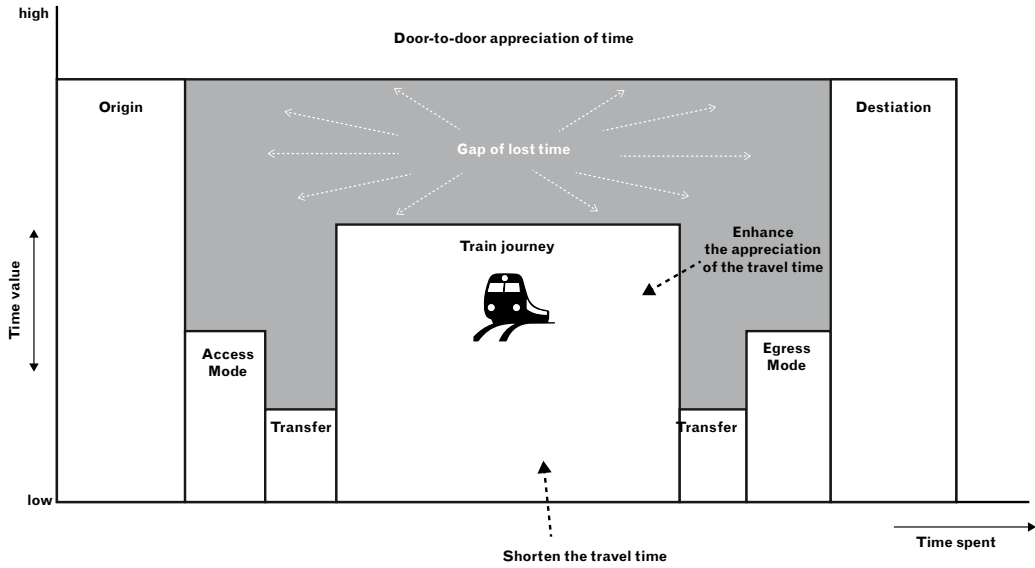 high
Door-to-door appreciation of time
Origin
Destiation
Gap of lost time
Train journey
Enhance
the appreciation
of the travel time
Time value
Access
Mode
Egress
Mode
Transfer
Transfer
low
Time spent
Shorten the travel time